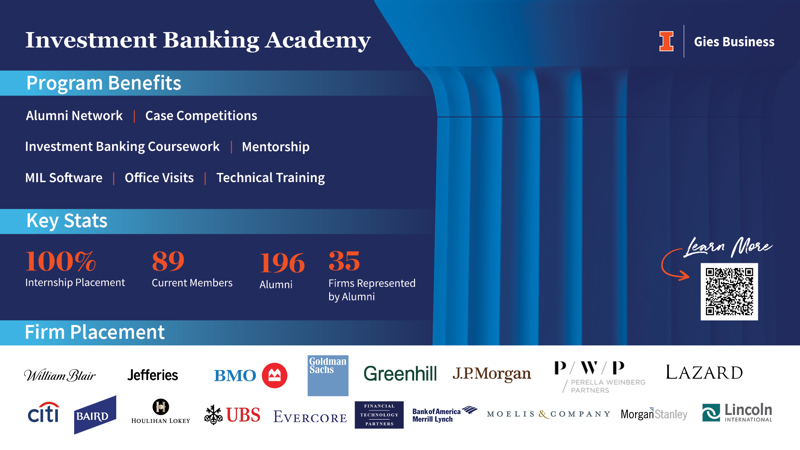 Investment Banking Academy
I Gies Business
Program Benefits
Alumni Network | Case Competitions
Investment Banking Coursework | Mentorship
MIL Software | Office Visits | Technical Training
Key Stats
100% 89 196 35
Internship Placement Current Members Alumni Firms Represented
by Alumni
Learn More
Firm Placement
William Blair Jefferies BMO Goldman
Sachs Greenhill J.P.Morgan P/W/P
PERELLA WEINBERG
PARTNERS LAZARD
citi BAIRD H HOULIHAN LOKEY UBS EVERCORE FINANCIAL
TECHNOLOGY
PARTNERS Bank of America
Merrill Lynch MOELIS & COMPANY Morgan Stanley Lincoln
INTERNATIONAL